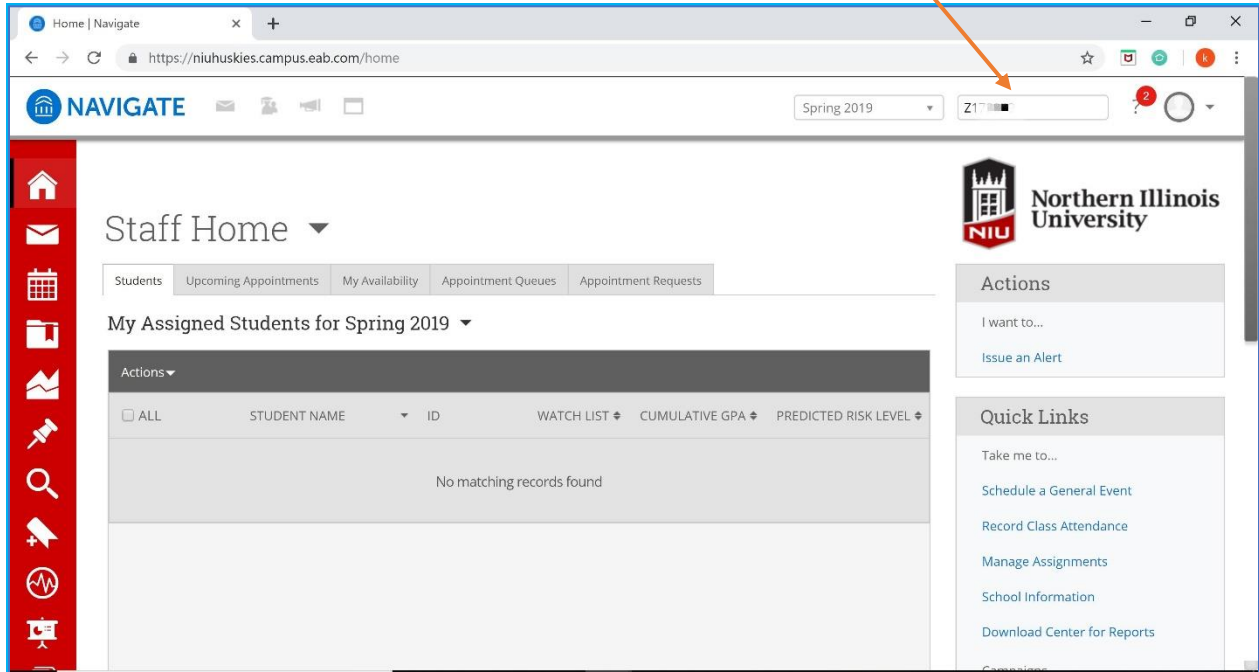 Home | Navigate
https://niuhuskies.campus.eab.com/home
k
NAVIGATE
Spring 2019
?
2
NIU
Northern Illinois
University
Staff Home
Students Upcoming Appointments My Availability Appointment Queues Appointment Requests
My Assigned Students for Spring 2019
Actions
ALL STUDENT NAME ID WATCH LIST CUMULATIVE GPA PREDICTED RISK LEVEL
No matching records found
Actions
I want to...
Issue an Alert
Quick Links
Take me to...
Schedule a General Event
Record Class Attendance
Manage Assignments
School Information
Download Center for Reports